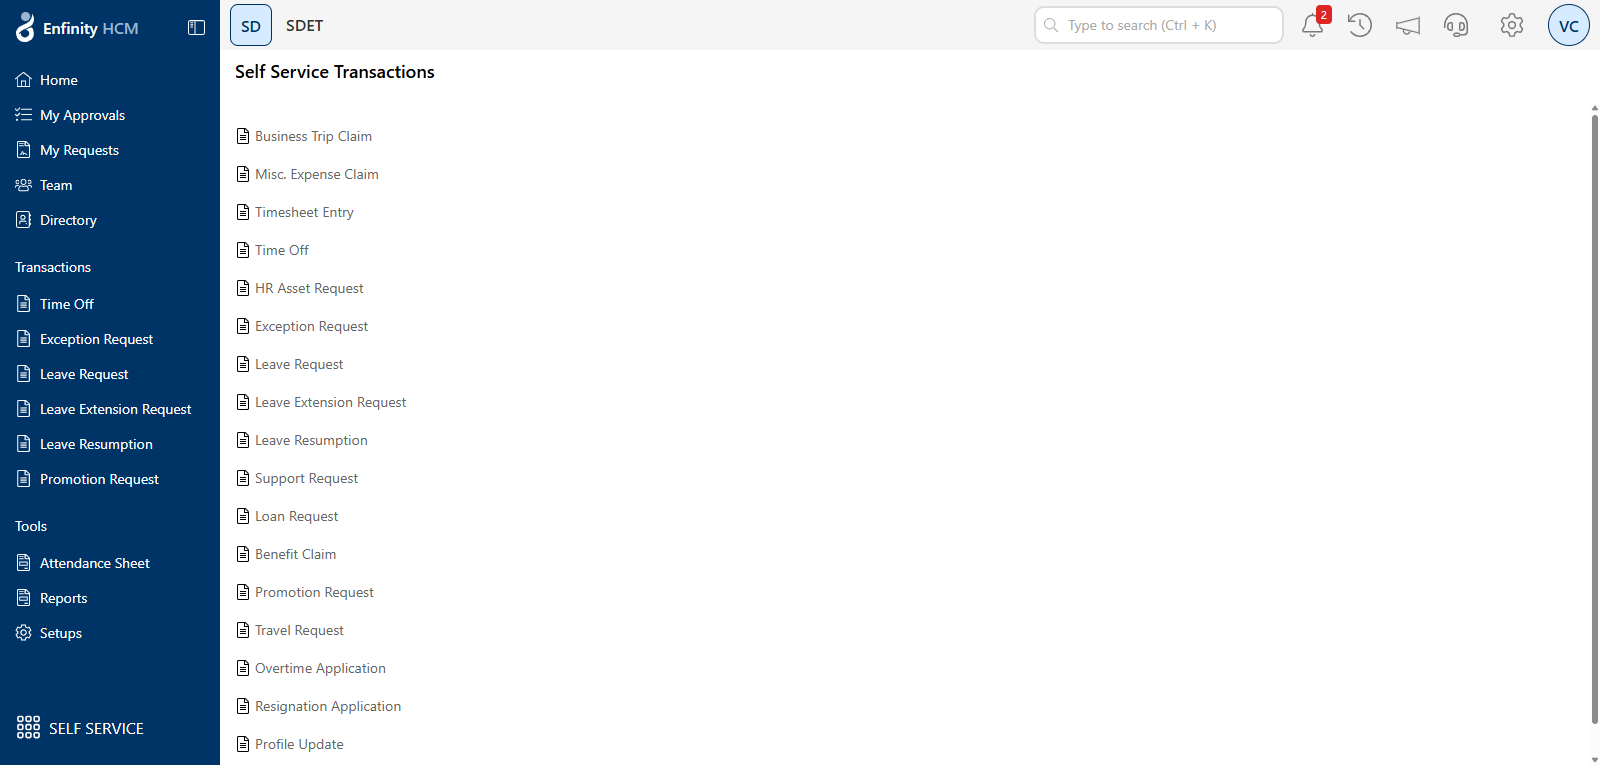 Enfinity HCM
Home
My Approvals
My Requests
Team
Directory
Transactions
Time Off
Exception Request
Leave Request
Leave Extension Request
Leave Resumption
Promotion Request
Tools
Attendance Sheet
Reports
Setups
SELF SERVICE
SD SDET
Type to search (Ctrl + K)
2
VC
Self Service Transactions
Business Trip Claim
Misc. Expense Claim
Timesheet Entry
Time Off
HR Asset Request
Exception Request
Leave Request
Leave Extension Request
Leave Resumption
Support Request
Loan Request
Benefit Claim
Promotion Request
Travel Request
Overtime Application
Resignation Application
Profile Update